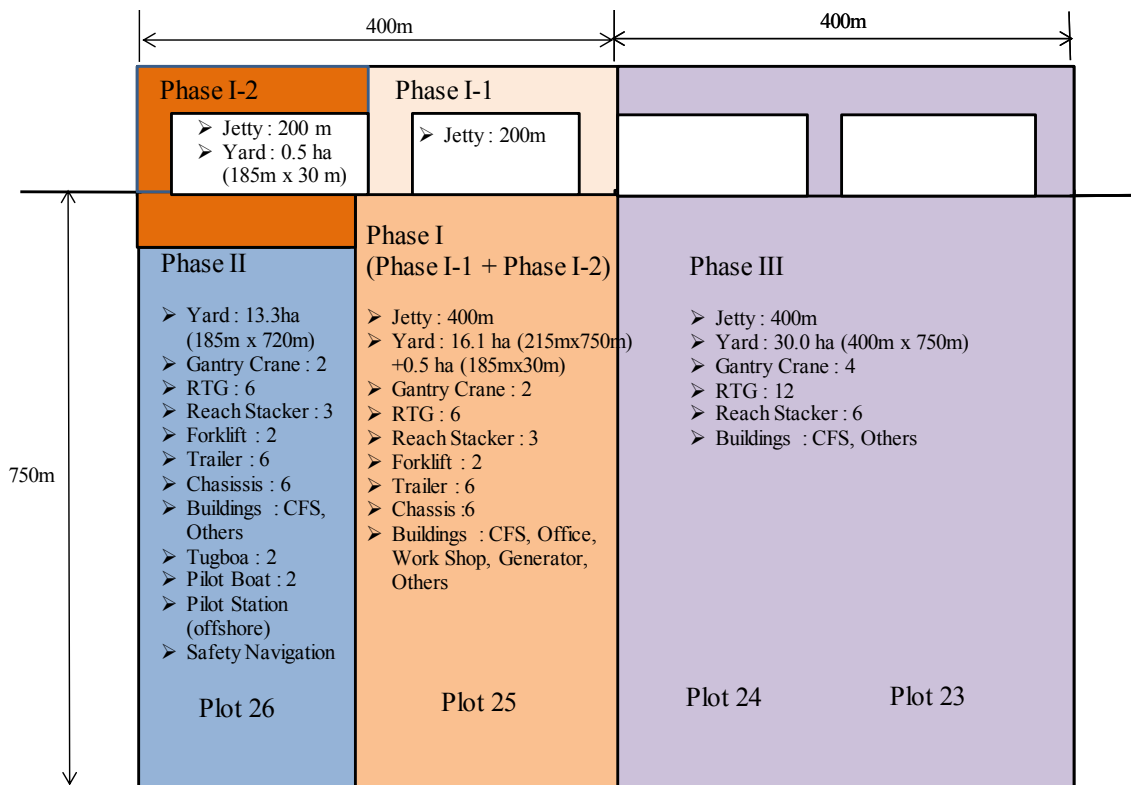 400m
400m
Phase I-2
➢ Jetty : 200 m
➢ Yard : 0.5 ha
(185m x 30 m)
Phase I-1
➢ Jetty : 200m
750m
Phase II
➢ Yard : 13.3ha
(185m x 720m)
➢ Gantry Crane : 2
➢ RTG : 6
➢ Reach Stacker : 3
➢ Forklift : 2
➢ Trailer : 6
➢ Chasissis : 6
➢ Buildings : CFS,
Others
➢ Tugboa : 2
➢ Pilot Boat : 2
➢ Pilot Station
(offshore)
➢ Safety Navigation
Plot 26
Phase I
(Phase I-1 + Phase I-2)
➢ Jetty : 400m
➢ Yard : 16.1 ha (215mx750m)
+0.5 ha (185mx30m)
➢ Gantry Crane : 2
➢ RTG : 6
➢ Reach Stacker : 3
➢ Forklift : 2
➢ Trailer : 6
➢ Chassis :6
➢ Buildings : CFS, Office,
Work Shop, Generator,
Others
Plot 25
Phase III
➢ Jetty : 400m
➢ Yard : 30.0 ha (400m x 750m)
➢ Gantry Crane : 4
➢ RTG : 12
➢ Reach Stacker : 6
➢ Buildings : CFS, Others
Plot 24
Plot 23